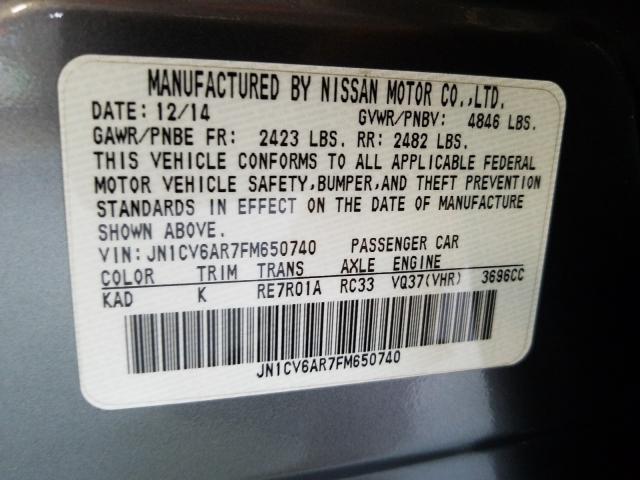 MANUFACTURED BY NISSAN MOTOR CO.,LTD.
DATE: 12/14 GVWR/PNBV: 4846 LBS.
GAWR/PNBE FR: 2423 LBS. RR: 2482 LBS.
THIS VEHICLE CONFORMS TO ALL APPLICABLE FEDERAL
MOTOR VEHICLE SAFETY,BUMPER,AND THEFT PREVENTION
STANDARDS IN EFFECT ON THE DATE OF MANUFACTURE
SHOWN ABOVE.
VIN: JN1CV6AR7FM650740 PASSENGER CAR
COLOR TRIM TRANS AXLE ENGINE
KAD K RE7R01A RC33 VQ37(VHR) 3696CC
JN1CV6AR7FM650740